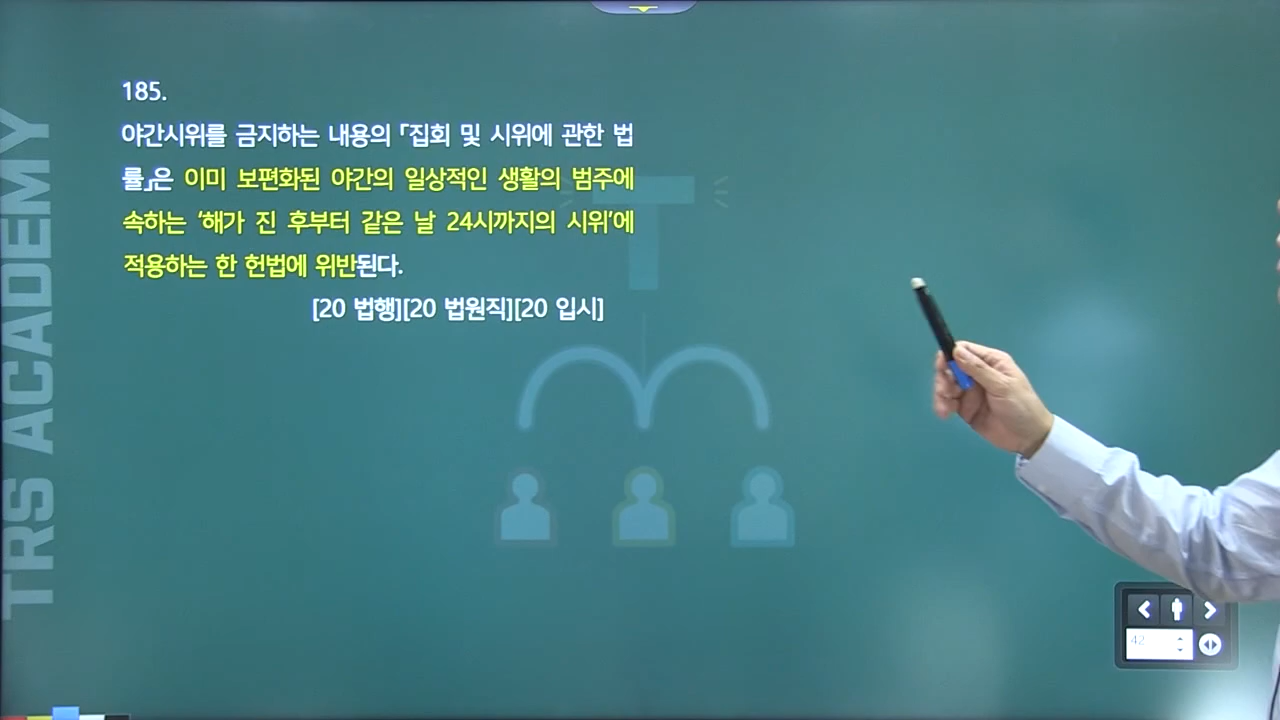 185.
야간시위를 금지하는 내용의 「집회 및 시위에 관한 법
률」은 이미 보편화된 야간의 일상적인 생활의 범주에
속하는 ‘해가 진 후부터 같은 날 24시까지의 시위’에
적용하는 한 헌법에 위반된다.
[20 법행][20 법원직][20 입시]
TRS ACADEMY
42